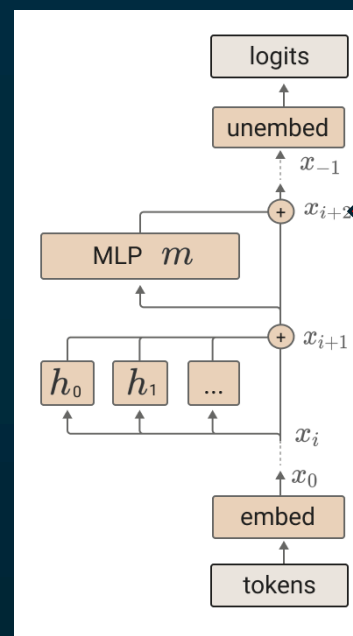 logits
unembed
x₋₁
x_{i+2}
MLP m
x_{i+1}
h₀ h₁ ...
x_i
x₀
embed
tokens